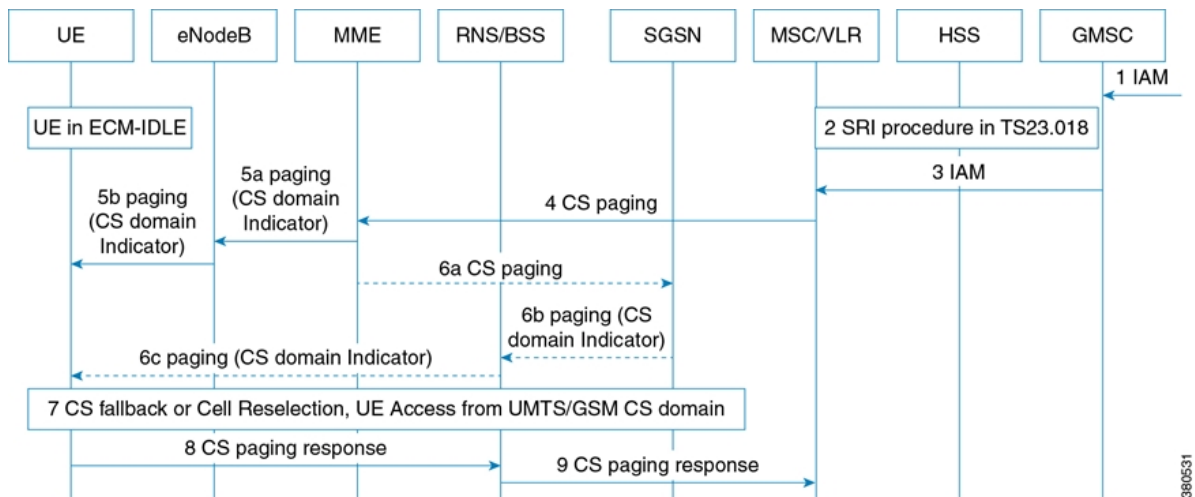 UE eNodeB MME RNS/BSS SGSN MSC/VLR HSS GMSC
1 IAM
UE in ECM-IDLE
2 SRI procedure in TS23.018
3 IAM
4 CS paging
5a paging
(CS domain
Indicator)
5b paging
(CS domain
Indicator)
6a CS paging
6b paging (CS
domain Indicator)
6c paging (CS domain Indicator)
7 CS fallback or Cell Reselection, UE Access from UMTS/GSM CS domain
8 CS paging response
9 CS paging response
380531